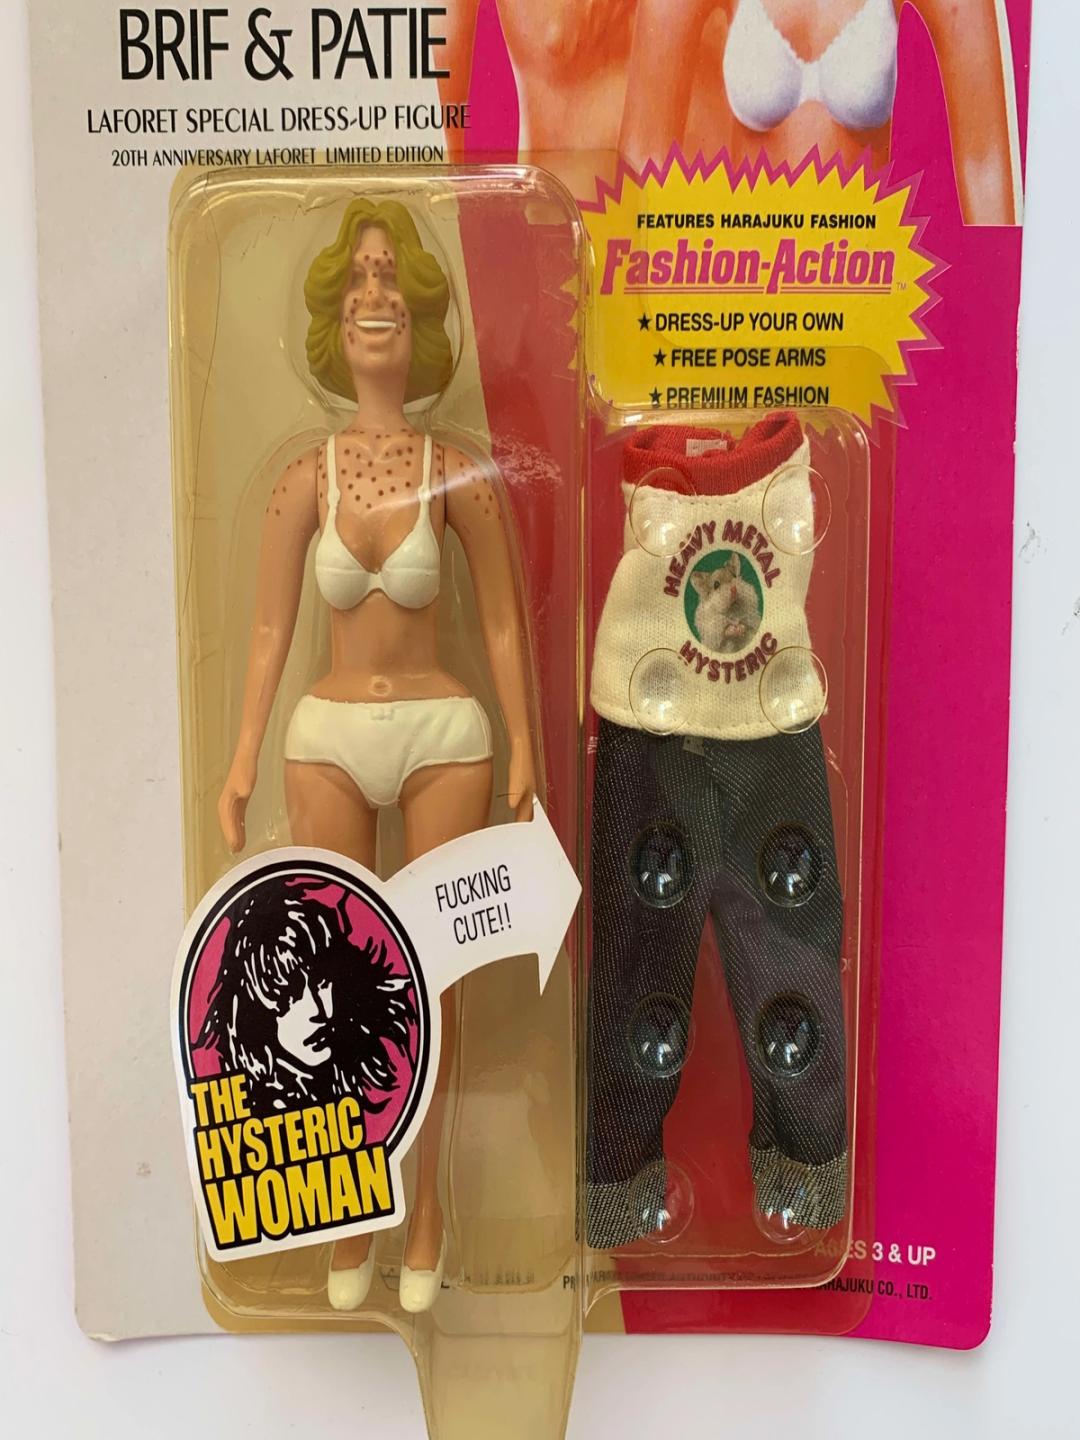 BRIF & PATIE
LAFORET SPECIAL DRESS-UP FIGURE
20TH ANNIVERSARY LAFORET LIMITED EDITION
FEATURES HARAJUKU FASHION
Fashion-Action™
★ DRESS-UP YOUR OWN
★ FREE POSE ARMS
★ PREMIUM FASHION
HEAVY METAL
HYSTERIC
FUCKING
CUTE!!
THE
HYSTERIC
WOMAN
AGES 3 & UP
HARAJUKU CO., LTD.